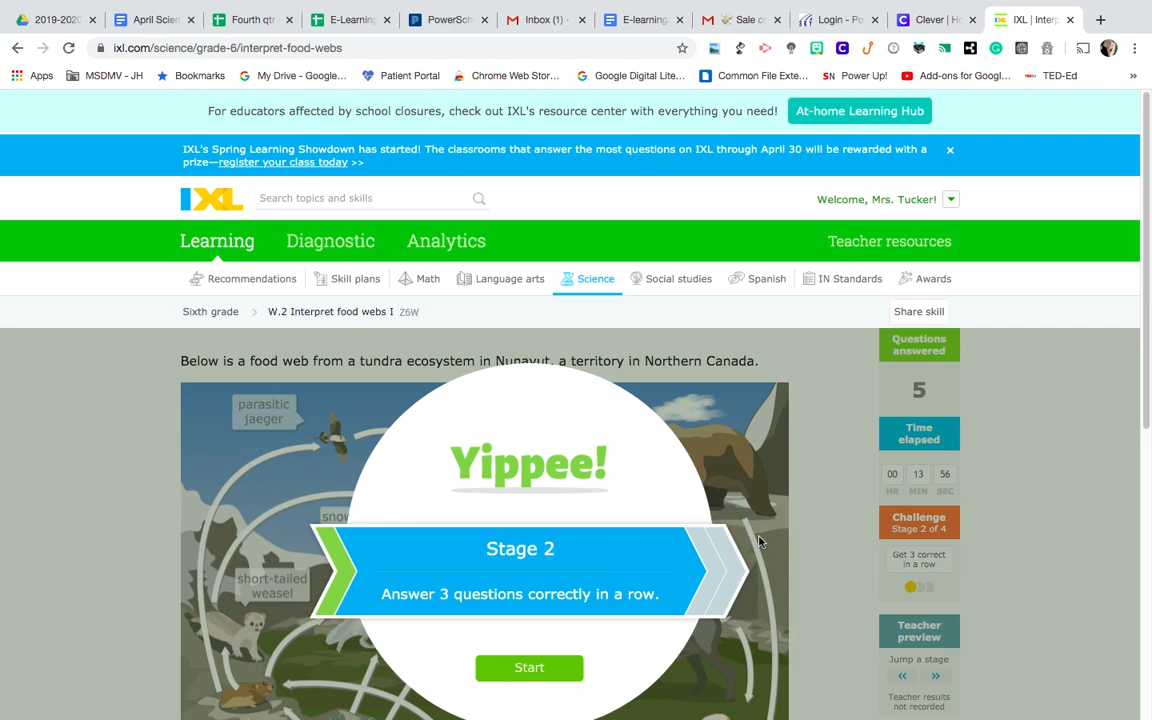 2019-2020
April Scien
Fourth qtr
E-Learning
PowerSch
Inbox (1) -
E-learning
Sale c
Login - Po
Clever | Ho
IXL | Interp
ixl.com/science/grade-6/interpret-food-webs
Apps
MSDMV - JH
Bookmarks
My Drive - Google...
Patient Portal
Chrome Web Stor...
Google Digital Lite...
Common File Exte...
SN Power Up!
Add-ons for Googl...
TED-Ed
For educators affected by school closures, check out IXL's resource center with everything you need!
At-home Learning Hub
IXL's Spring Learning Showdown has started! The classrooms that answer the most questions on IXL through April 30 will be rewarded with a
prize—register your class today >>
IXL
Search topics and skills
Welcome, Mrs. Tucker!
Learning
Diagnostic
Analytics
Teacher resources
Recommendations
Skill plans
Math
Language arts
Science
Social studies
Spanish
IN Standards
Awards
Sixth grade > W.2 Interpret food webs I Z6W
Share skill
Below is a food web from a tundra ecosystem in Nunavut, a territory in Northern Canada.
parasitic
jaeger
snow
short-tailed
weasel
Yippee!
Stage 2
Answer 3 questions correctly in a row.
Start
Questions
answered
5
Time
elapsed
00 13 56
HR MIN SEC
Challenge
Stage 2 of 4
Get 3 correct
in a row
Teacher
preview
Jump a stage
« »
Teacher results
not recorded